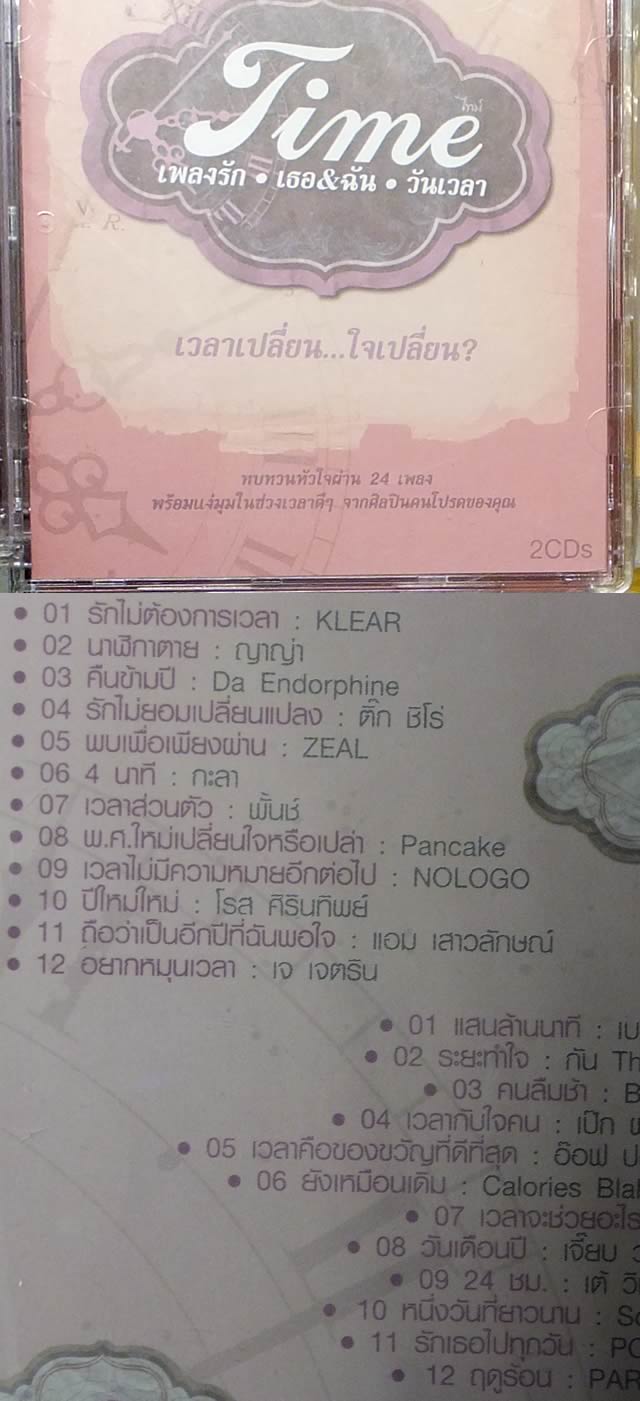 Time
ไทม์
เพลงรัก • เธอ&ฉัน • วันเวลา
V
R.
เวลาเปลี่ยน...ใจเปลี่ยน?
ทบทวนหัวใจผ่าน 24 เพลง
พร้อมแง่มุมในช่วงเวลาดีๆ จากศิลปินคนโปรดของคุณ
2CDs
• 01 รักไม่ต้องการเวลา : KLEAR
• 02 นาฬิกาตาย : ญาญ่า
• 03 คืนข้ามปี : Da Endorphine
• 04 รักไม่ยอมเปลี่ยนแปลง : ติ๊ก ชิโร่
• 05 พบเพื่อเพียงผ่าน : ZEAL
• 06 4 นาที : กะลา
• 07 เวลาส่วนตัว : พั้นช์
• 08 พ.ศ.ใหม่เปลี่ยนใจหรือเปล่า : Pancake
• 09 เวลาไม่มีความหมายอีกต่อไป : NOLOGO
• 10 ปีใหม่ใหม่ : โรส ศิรินทิพย์
• 11 ถือว่าเป็นอีกปีที่ฉันพอใจ : แอม เสาวลักษณ์
• 12 อยากหมุนเวลา : เจ เจตริน
• 01 แสนล้านนาที : เบ
• 02 ระยะทำใจ : กัน Th
• 03 คนลืมช้า : B
• 04 เวลากับใจคน : เป๊ก ผ
• 05 เวลาคือของขวัญที่ดีที่สุด : อ๊อฟ ป
• 06 ยังเหมือนเดิม : Calories Blah
• 07 เวลาจะช่วยอะไร
• 08 วันเดือนปี : เจี๊ยบ ว
• 09 24 ชม. : เต้ วิ
• 10 หนึ่งวันที่ยาวนาน : Sc
• 11 รักเธอไปทุกวัน : PO
• 12 ฤดูร้อน : PAR